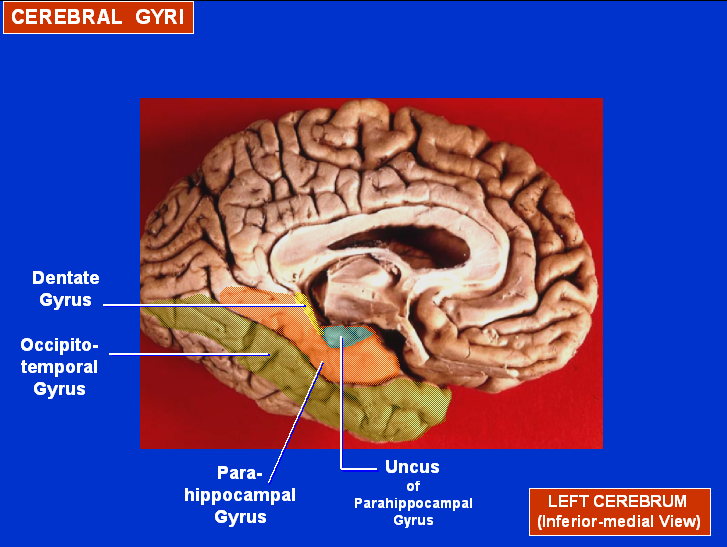 CEREBRAL GYRI
Dentate
Gyrus
Occipito-
temporal
Gyrus
Para-
hippocampal
Gyrus
Uncus
of
Parahippocampal
Gyrus
LEFT CEREBRUM
(Inferior-medial View)